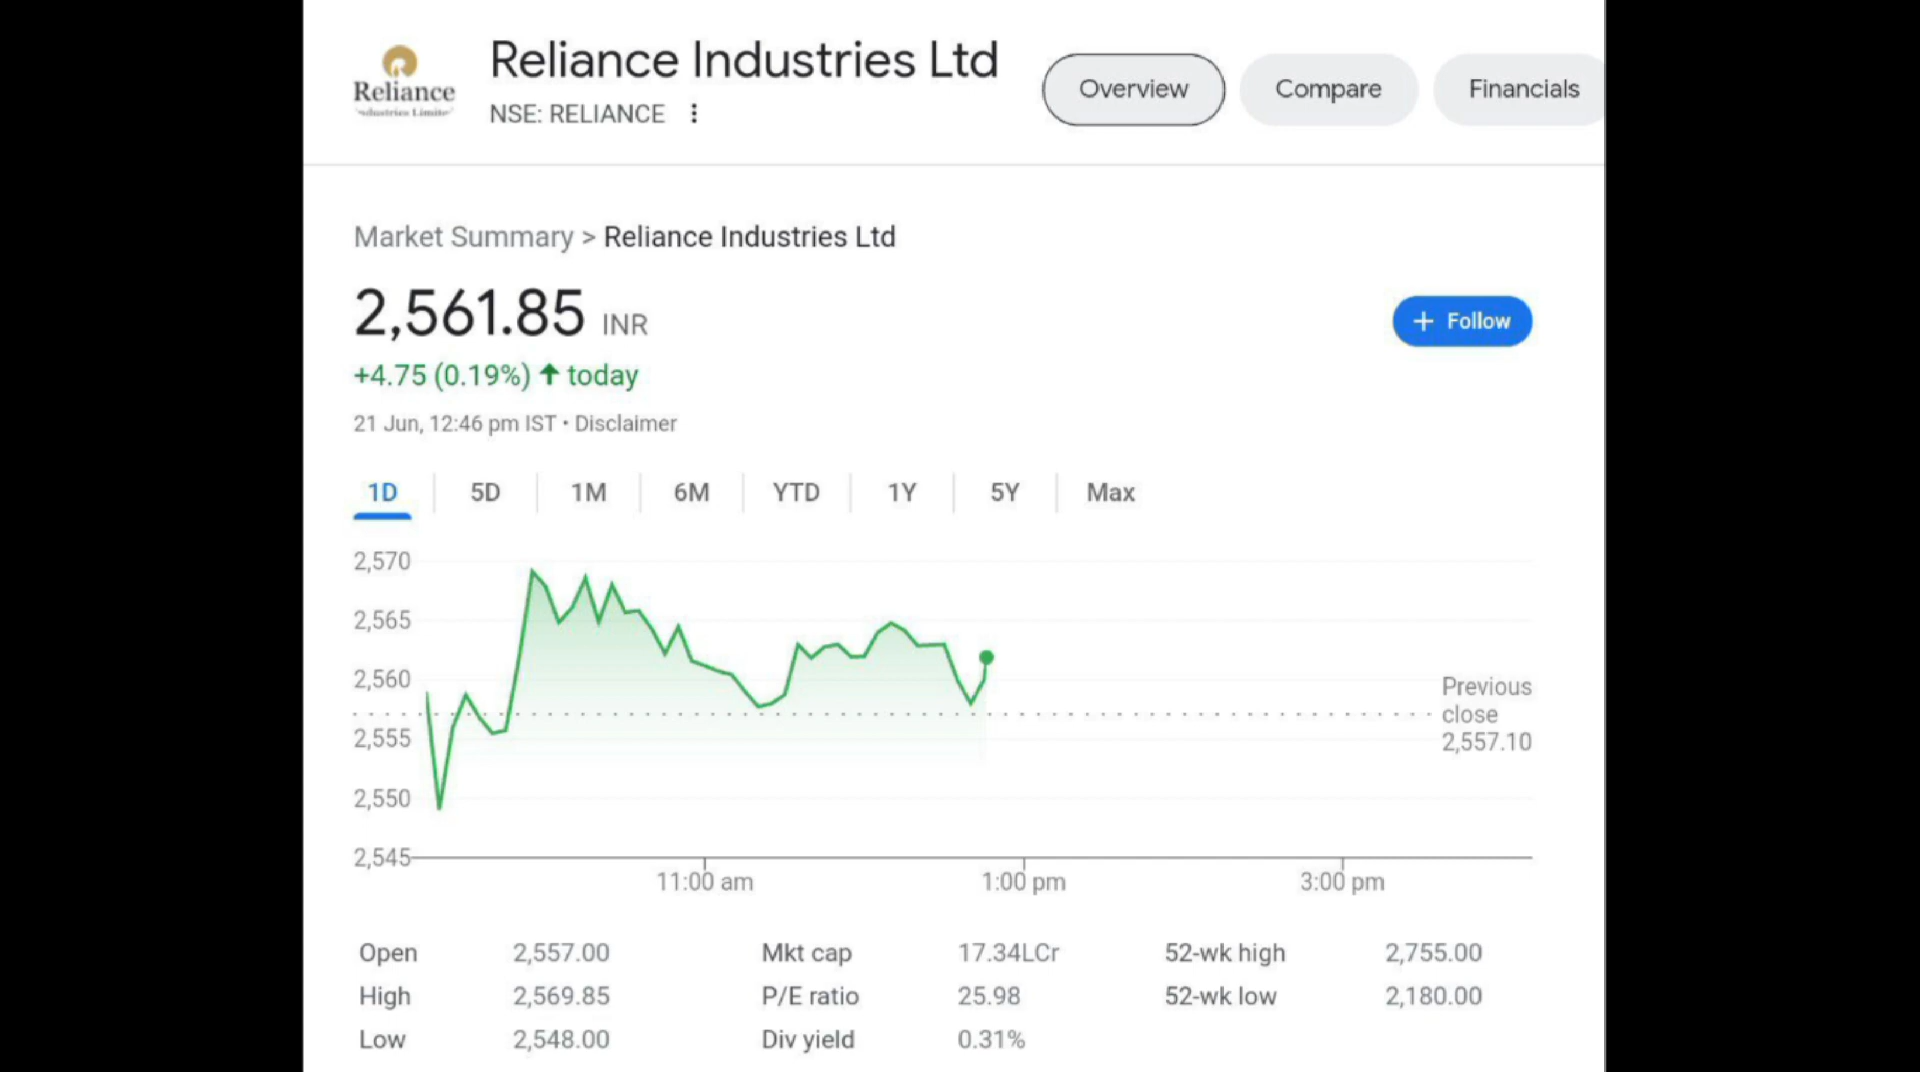 Reliance
Industries Limited
Reliance Industries Ltd
NSE: RELIANCE
Overview
Compare
Financials
Market Summary > Reliance Industries Ltd
2,561.85 INR
+ Follow
+4.75 (0.19%) ↑ today
21 Jun, 12:46 pm IST • Disclaimer
1D
5D
1M
6M
YTD
1Y
5Y
Max
2,570
2,565
2,560
2,555
2,550
2,545
Previous
close
2,557.10
11:00 am
1:00 pm
3:00 pm
Open 2,557.00 Mkt cap 17.34LCr 52-wk high 2,755.00
High 2,569.85 P/E ratio 25.98 52-wk low 2,180.00
Low 2,548.00 Div yield 0.31%